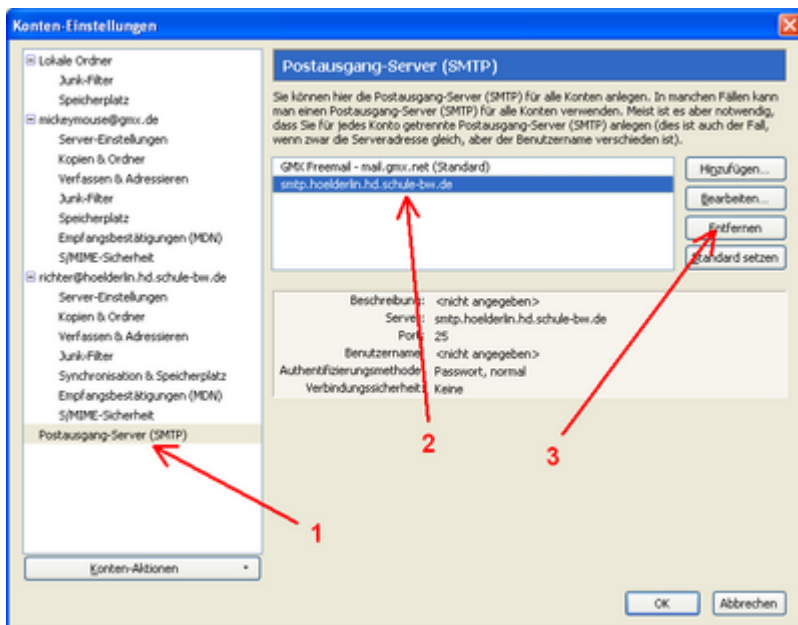 Konten-Einstellungen
Lokale Ordner
Junk-Filter
Speicherplatz
mickeymouse@gmx.de
Server-Einstellungen
Kopien & Ordner
Verfassen & Adressieren
Junk-Filter
Speicherplatz
Empfangsbestätigungen (MDN)
S/MIME-Sicherheit
richter@hoelderlin.hd.schule-bw.de
Server-Einstellungen
Kopien & Ordner
Verfassen & Adressieren
Junk-Filter
Synchronisation & Speicherplatz
Empfangsbestätigungen (MDN)
S/MIME-Sicherheit
Postausgang-Server (SMTP)
1
Konten-Aktionen
Postausgang-Server (SMTP)
Sie können hier die Postausgang-Server (SMTP) für alle Konten anlegen. In manchen Fällen kann
man einen Postausgang-Server (SMTP) für alle Konten verwenden. Meist ist es aber notwendig,
dass Sie für jedes Konto getrennte Postausgang-Server (SMTP) anlegen (dies ist auch der Fall,
wenn zwar die Serveradresse gleich, aber der Benutzername verschieden ist).
GMX Freemail - mail.gmx.net (Standard)
smtp.hoelderlin.hd.schule-bw.de
Hinzufügen...
Bearbeiten...
Entfernen
Standard setzen
Beschreibung: <nicht angegeben>
Server: smtp.hoelderlin.hd.schule-bw.de
Port: 25
Benutzername: <nicht angegeben>
Authentifizierungsmethode: Passwort, normal
Verbindungssicherheit: Keine
2
3
OK
Abbrechen